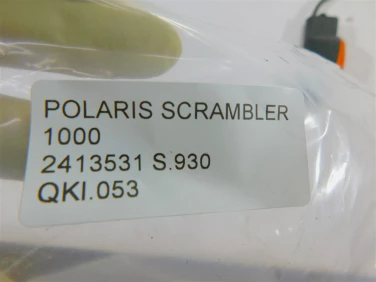 POLARIS SCRAMBLER
1000
2413531 S.930
QKI.053